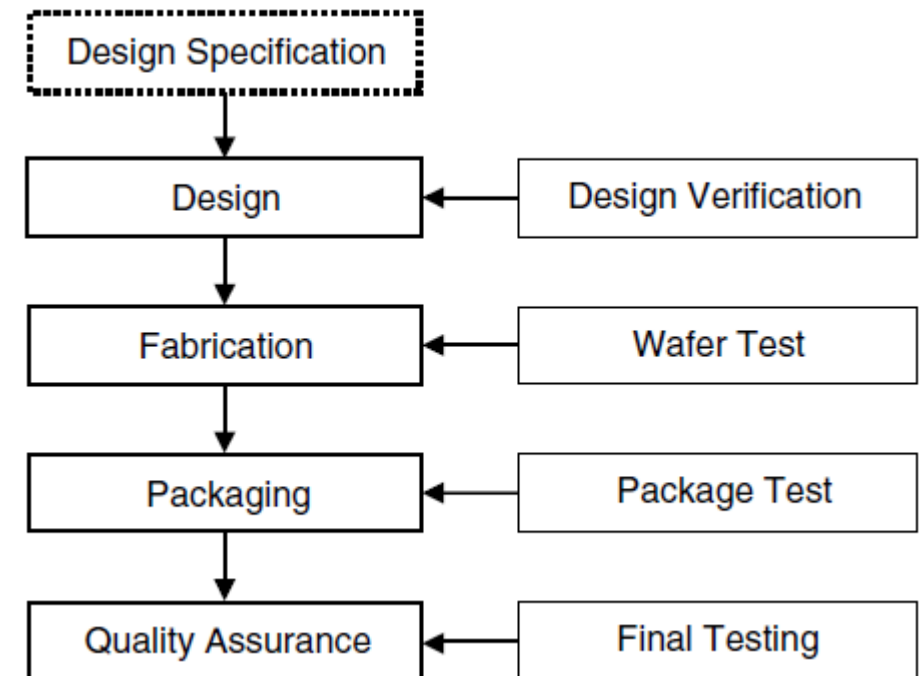 Design Specification
Design
Design Verification
Fabrication
Wafer Test
Packaging
Package Test
Quality Assurance
Final Testing